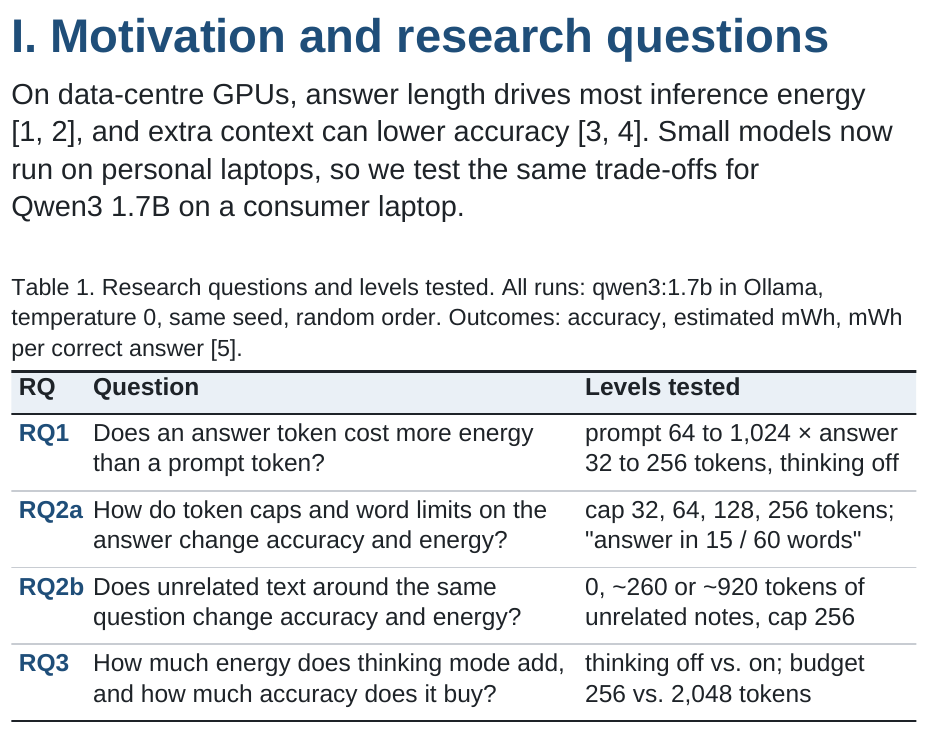 I. Motivation and research questions
On data-centre GPUs, answer length drives most inference energy
[1, 2], and extra context can lower accuracy [3, 4]. Small models now
run on personal laptops, so we test the same trade-offs for
Qwen3 1.7B on a consumer laptop.
Table 1. Research questions and levels tested. All runs: qwen3:1.7b in Ollama,
temperature 0, same seed, random order. Outcomes: accuracy, estimated mWh, mWh
per correct answer [5].
RQ Question Levels tested
RQ1 Does an answer token cost more energy prompt 64 to 1,024 × answer
than a prompt token? 32 to 256 tokens, thinking off
RQ2a How do token caps and word limits on the cap 32, 64, 128, 256 tokens;
answer change accuracy and energy? "answer in 15 / 60 words"
RQ2b Does unrelated text around the same 0, ~260 or ~920 tokens of
question change accuracy and energy? unrelated notes, cap 256
RQ3 How much energy does thinking mode add, thinking off vs. on; budget
and how much accuracy does it buy? 256 vs. 2,048 tokens